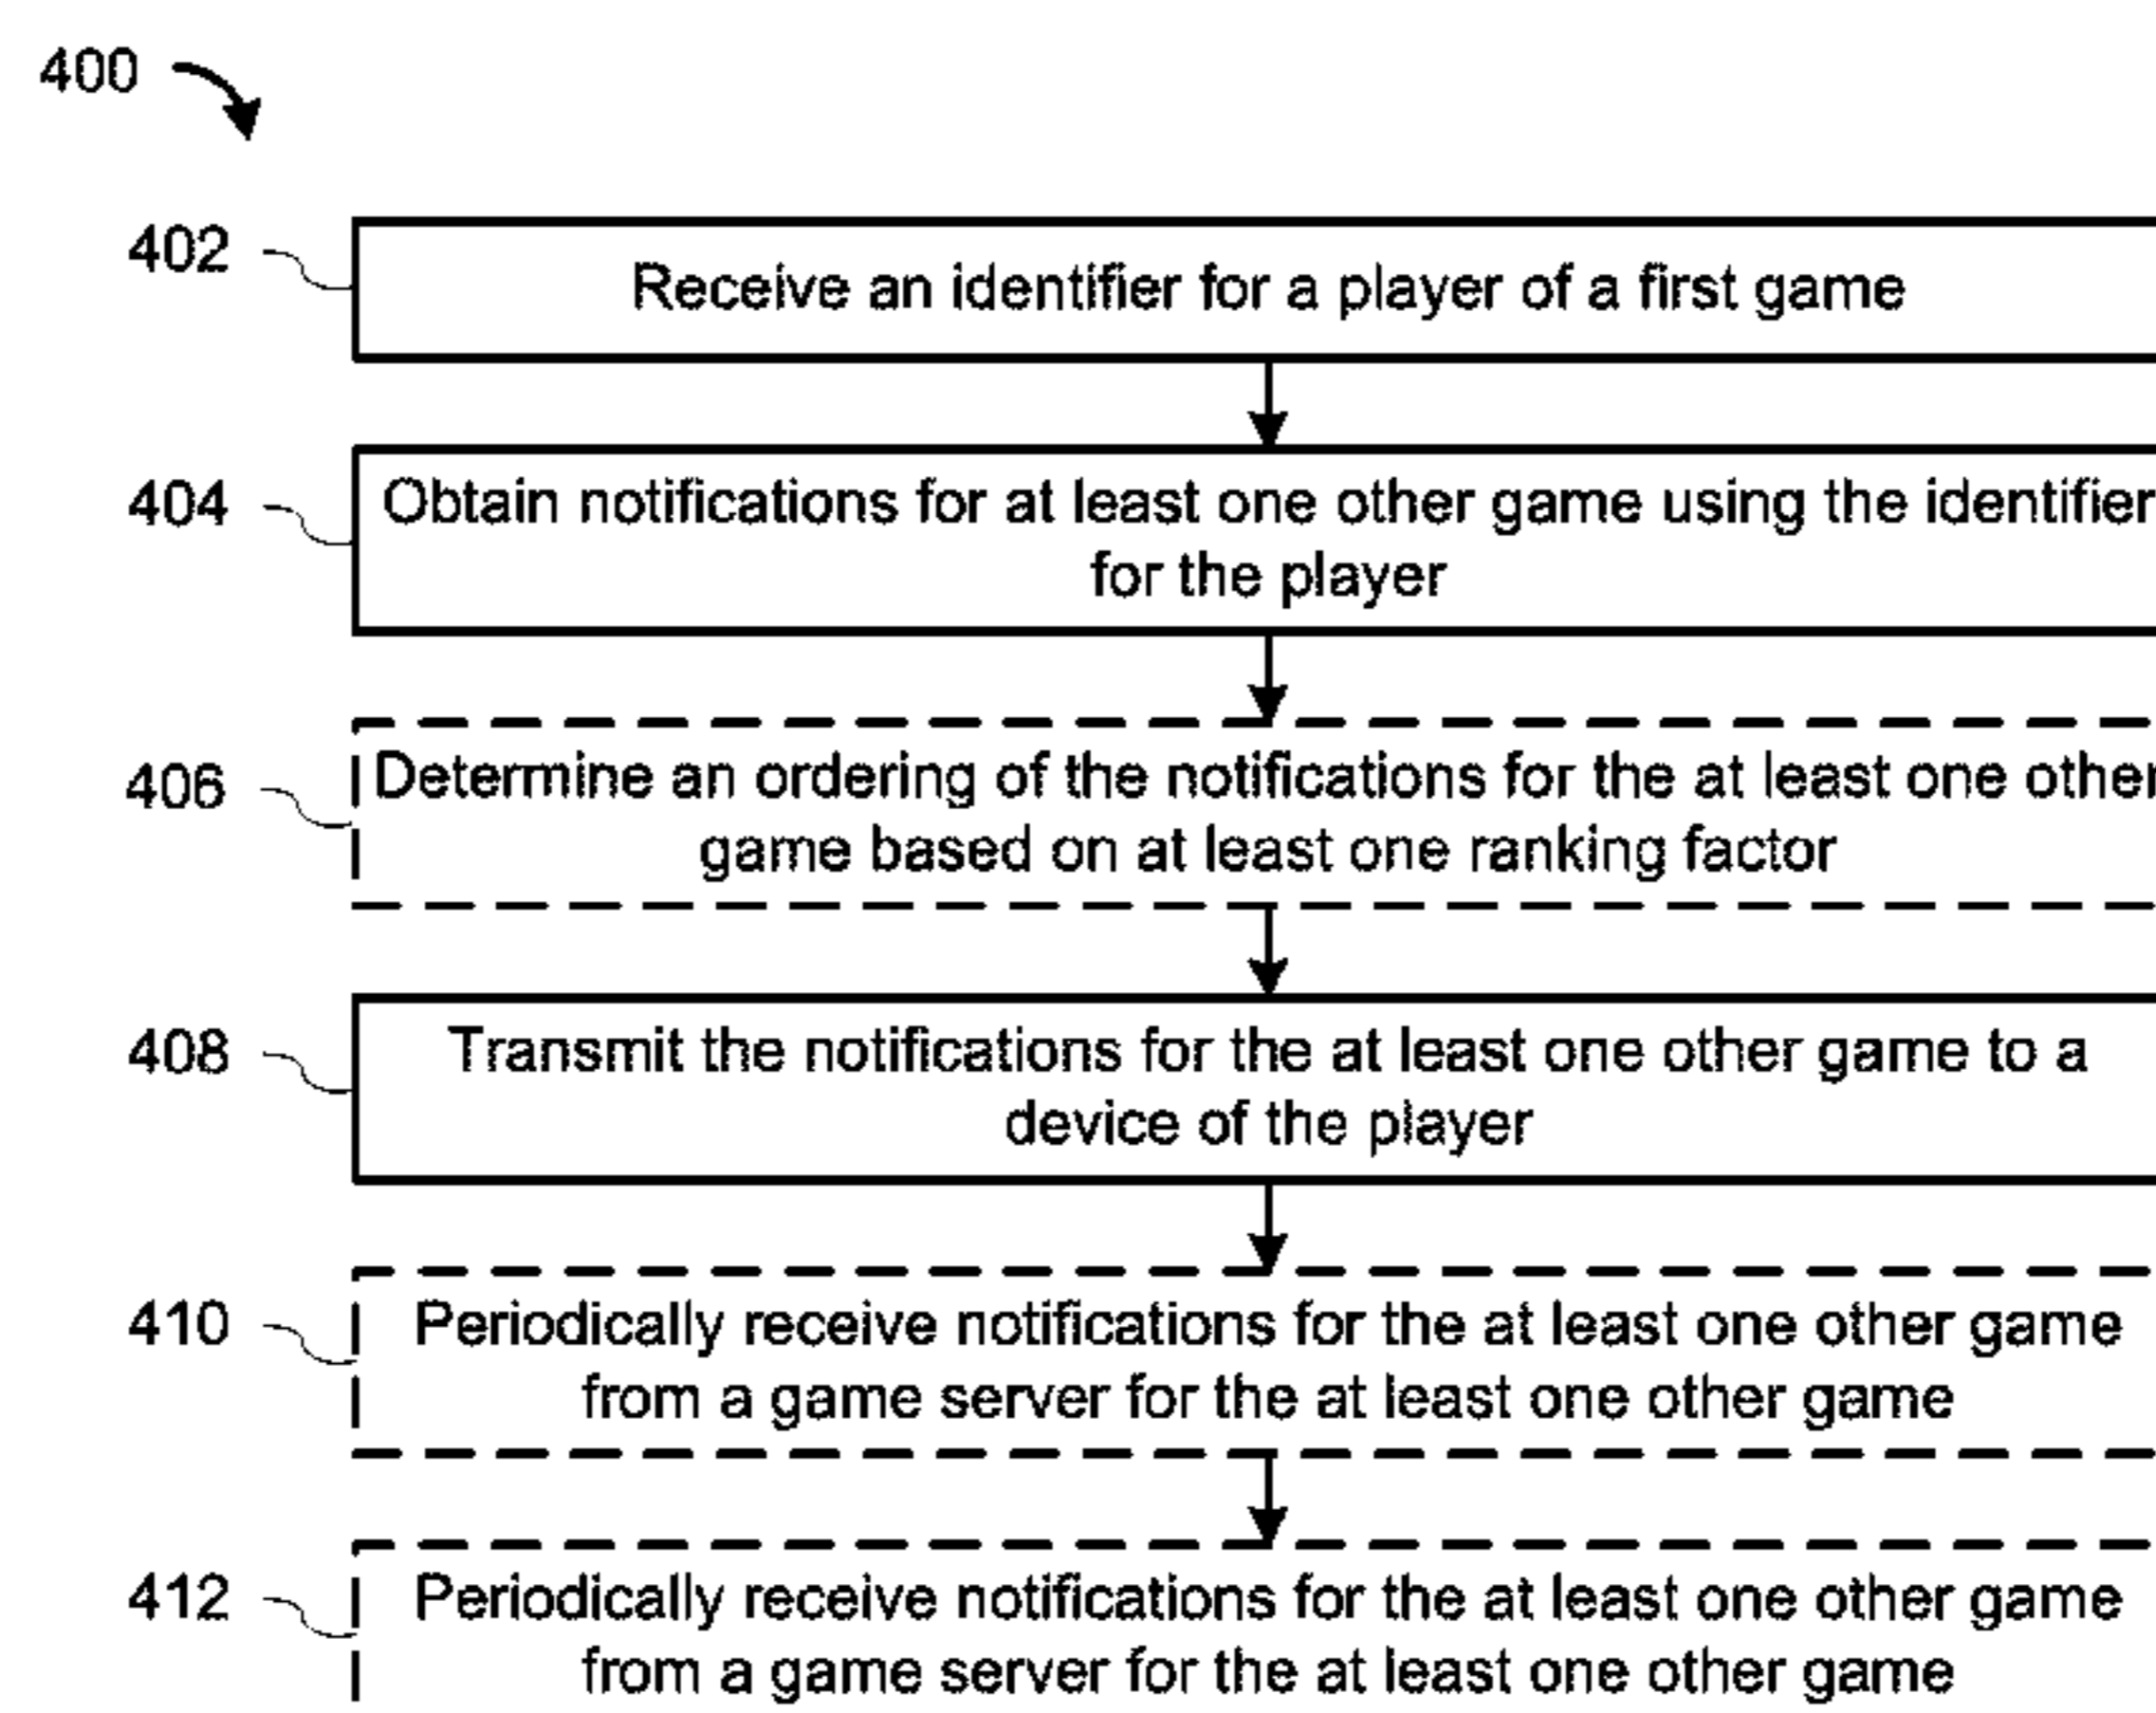 400
402
Receive an identifier for a player of a first game
404
Obtain notifications for at least one other game using the identifier
for the player
406
Determine an ordering of the notifications for the at least one other
game based on at least one ranking factor
408
Transmit the notifications for the at least one other game to a
device of the player
410
Periodically receive notifications for the at least one other game
from a game server for the at least one other game
412
Periodically receive notifications for the at least one other game
from a game server for the at least one other game